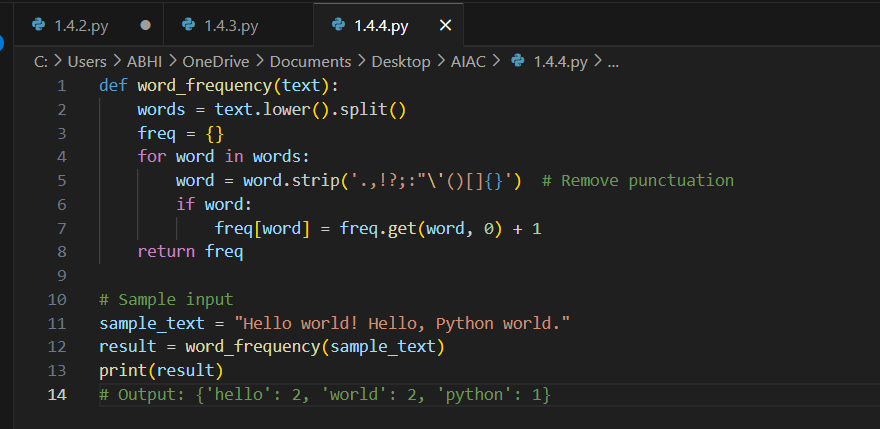 1.4.2.py 1.4.3.py 1.4.4.py
C: > Users > ABHI > OneDrive > Documents > Desktop > AIAC > 1.4.4.py > ...
1 def word_frequency(text):
2     words = text.lower().split()
3     freq = {}
4     for word in words:
5         word = word.strip('.,!?;:"\'()[]{}')  # Remove punctuation
6         if word:
7             freq[word] = freq.get(word, 0) + 1
8     return freq
9
10 # Sample input
11 sample_text = "Hello world! Hello, Python world."
12 result = word_frequency(sample_text)
13 print(result)
14 # Output: {'hello': 2, 'world': 2, 'python': 1}